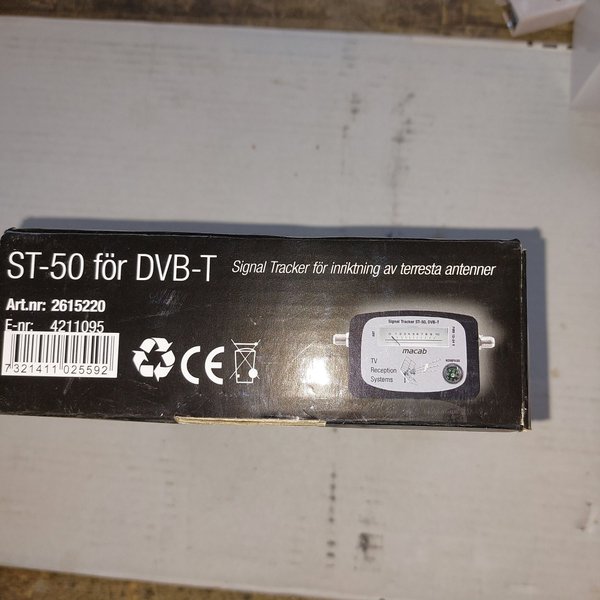 ST-50 för DVB-T
Signal Tracker för inriktning av terresta antenner
Art.nr: 2615220
E-nr: 4211095
7 321411 025592
CE
Signal Tracker ST-50, DVB-T
macab
TV
Reception
Systems